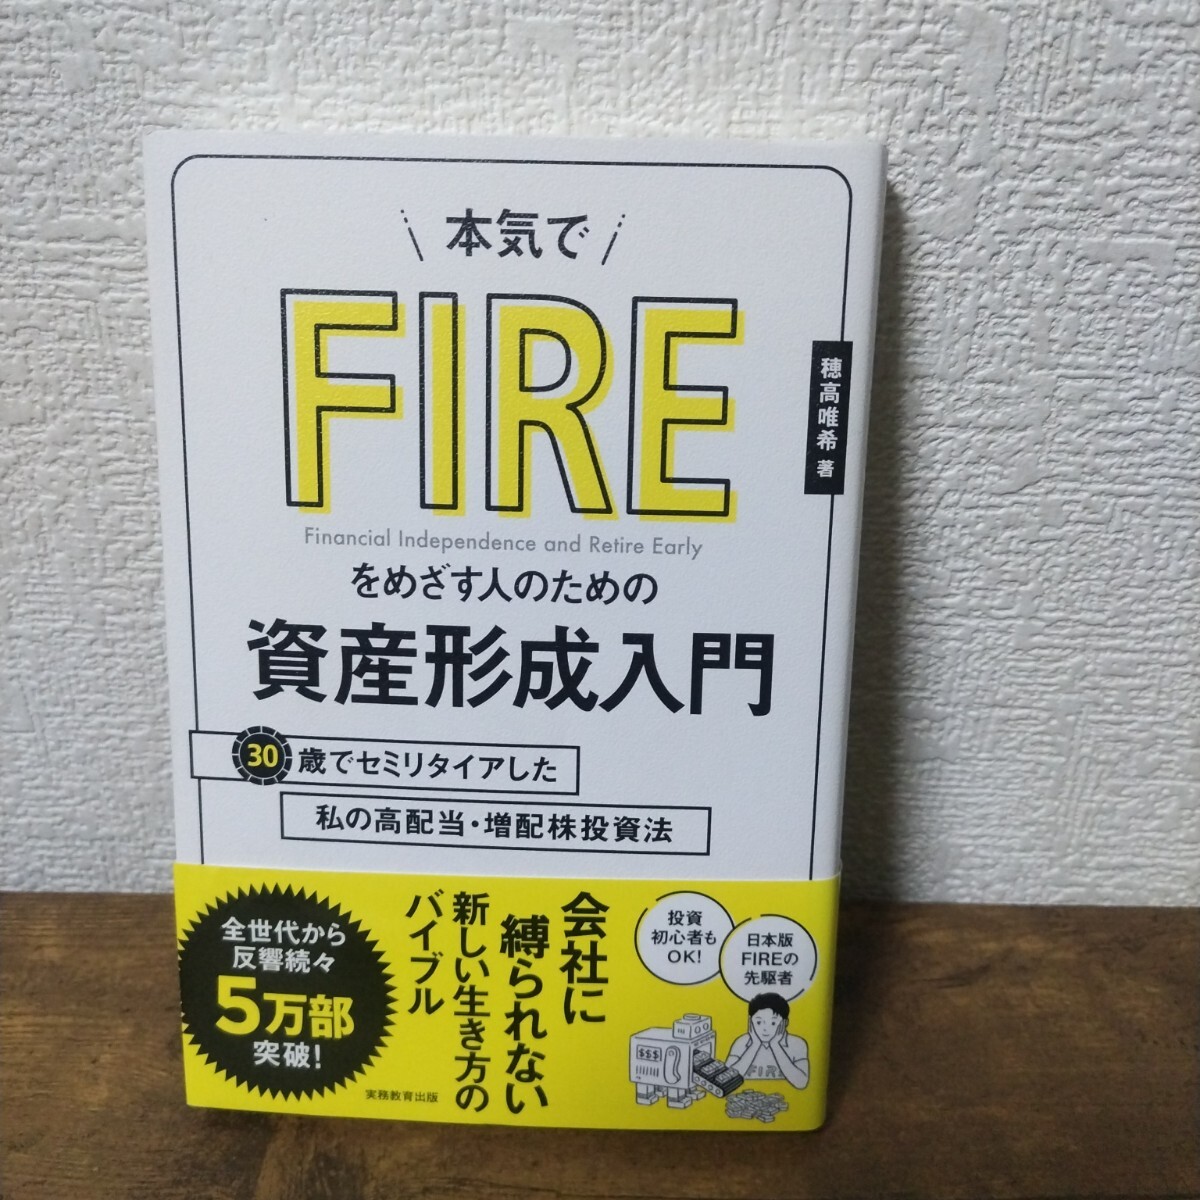 本気で
FIRE
Financial Independence and Retire Early
をめざす人のための
資産形成入門
穂高唯希 著
30歳でセミリタイアした
私の高配当・増配株投資法
会社に
縛られない
新しい生き方の
バイブル
全世代から
反響続々
5万部
突破!
投資
初心者も
OK!
日本版
FIREの
先駆者
$$$
FIRE
実務教育出版